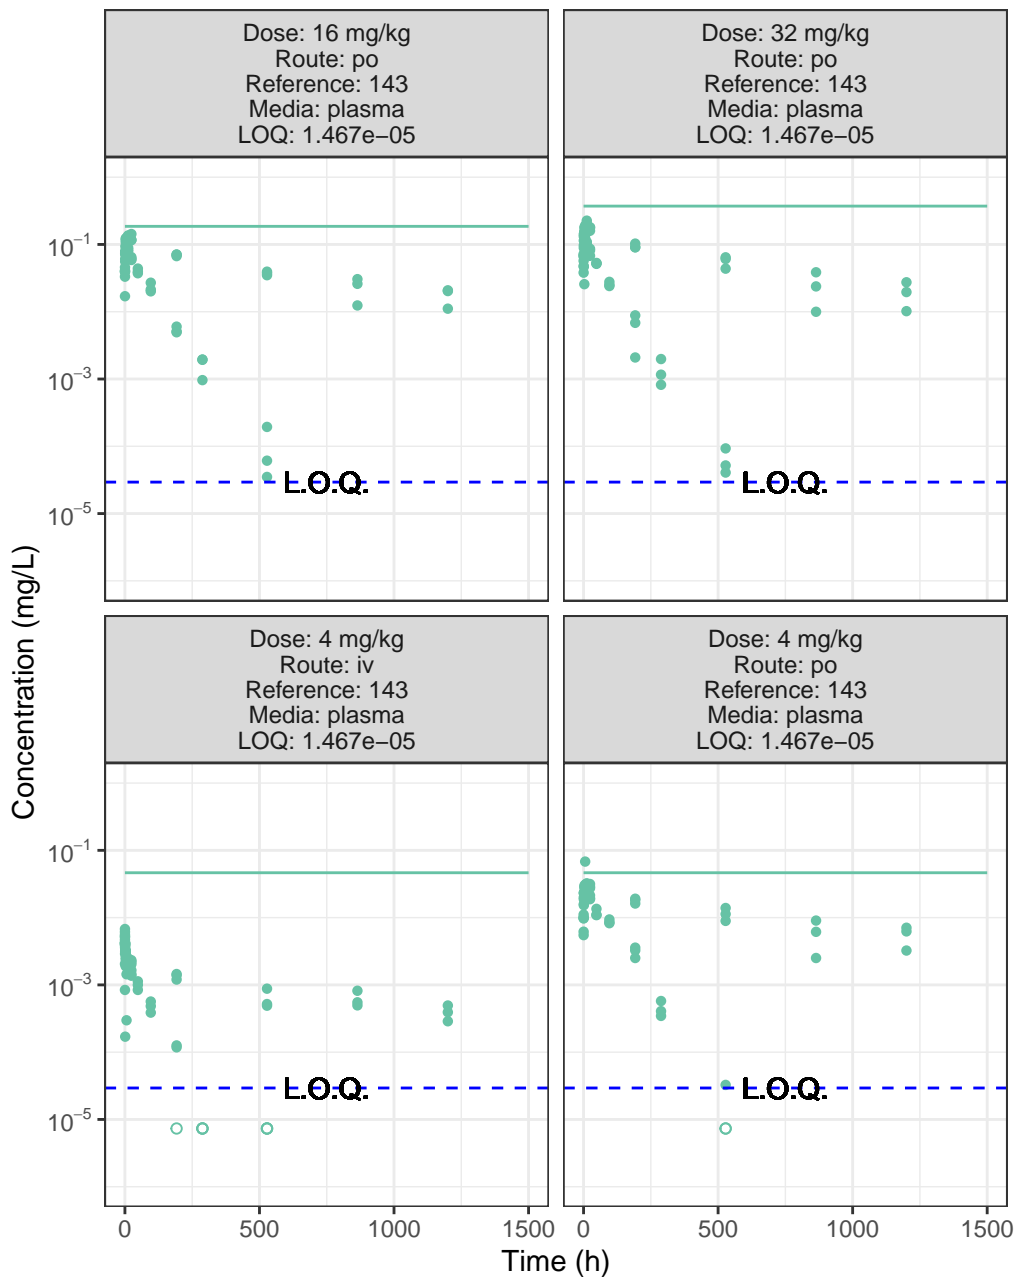 Dose: 16 mg/kg
Route: po
Reference: 143
Media: plasma
LOQ: 1.467e−05
Dose: 32 mg/kg
Route: po
Reference: 143
Media: plasma
LOQ: 1.467e−05
10⁻¹
10⁻³
10⁻⁵
L.O.Q.
L.O.Q.
Dose: 4 mg/kg
Route: iv
Reference: 143
Media: plasma
LOQ: 1.467e−05
Dose: 4 mg/kg
Route: po
Reference: 143
Media: plasma
LOQ: 1.467e−05
10⁻¹
10⁻³
10⁻⁵
L.O.Q.
L.O.Q.
0 500 1000 1500
0 500 1000 1500
Time (h)
Concentration (mg/L)